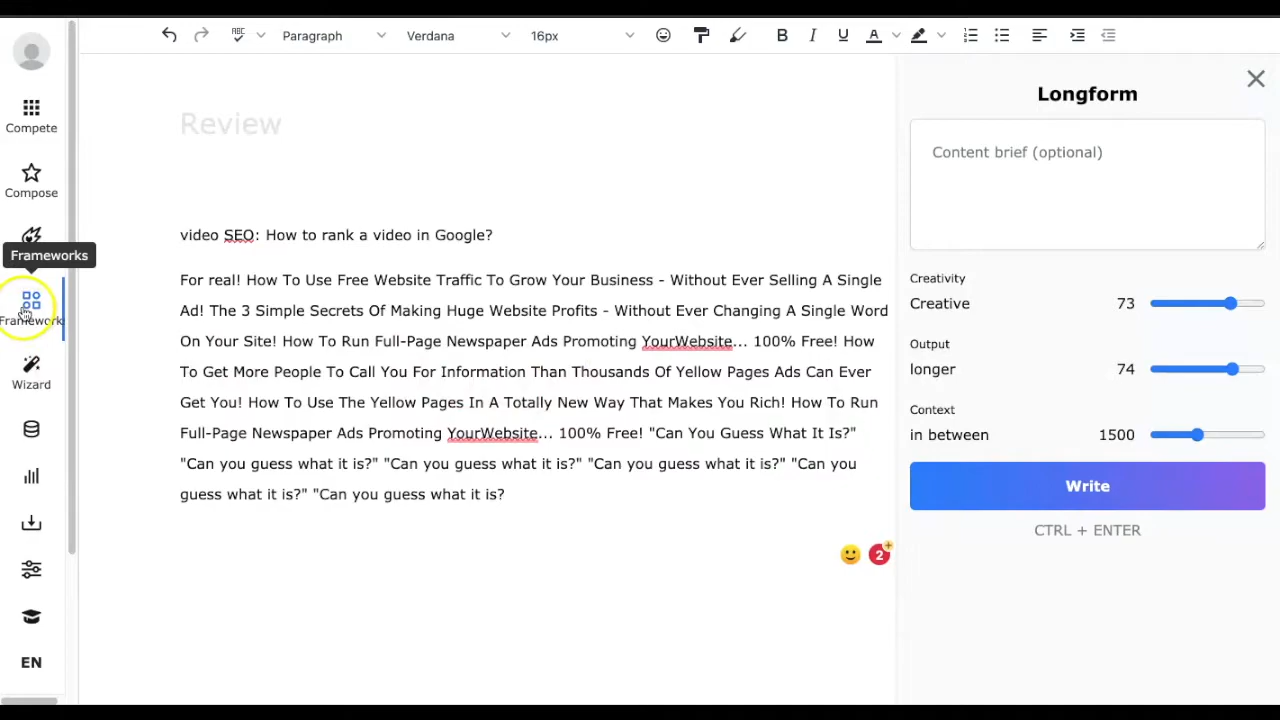 ABC
Paragraph
Verdana
16px
B I U A
Compete
Compose
Frameworks
Framework
Wizard
EN
Review
video SEO: How to rank a video in Google?
For real! How To Use Free Website Traffic To Grow Your Business - Without Ever Selling A Single
Ad! The 3 Simple Secrets Of Making Huge Website Profits - Without Ever Changing A Single Word
On Your Site! How To Run Full-Page Newspaper Ads Promoting YourWebsite... 100% Free! How
To Get More People To Call You For Information Than Thousands Of Yellow Pages Ads Can Ever
Get You! How To Use The Yellow Pages In A Totally New Way That Makes You Rich! How To Run
Full-Page Newspaper Ads Promoting YourWebsite... 100% Free! "Can You Guess What It Is?"
"Can you guess what it is?" "Can you guess what it is?" "Can you guess what it is?" "Can you
guess what it is?" "Can you guess what it is?
2
Longform
Content brief (optional)
Creativity
Creative 73
Output
longer 74
Context
in between 1500
Write
CTRL + ENTER